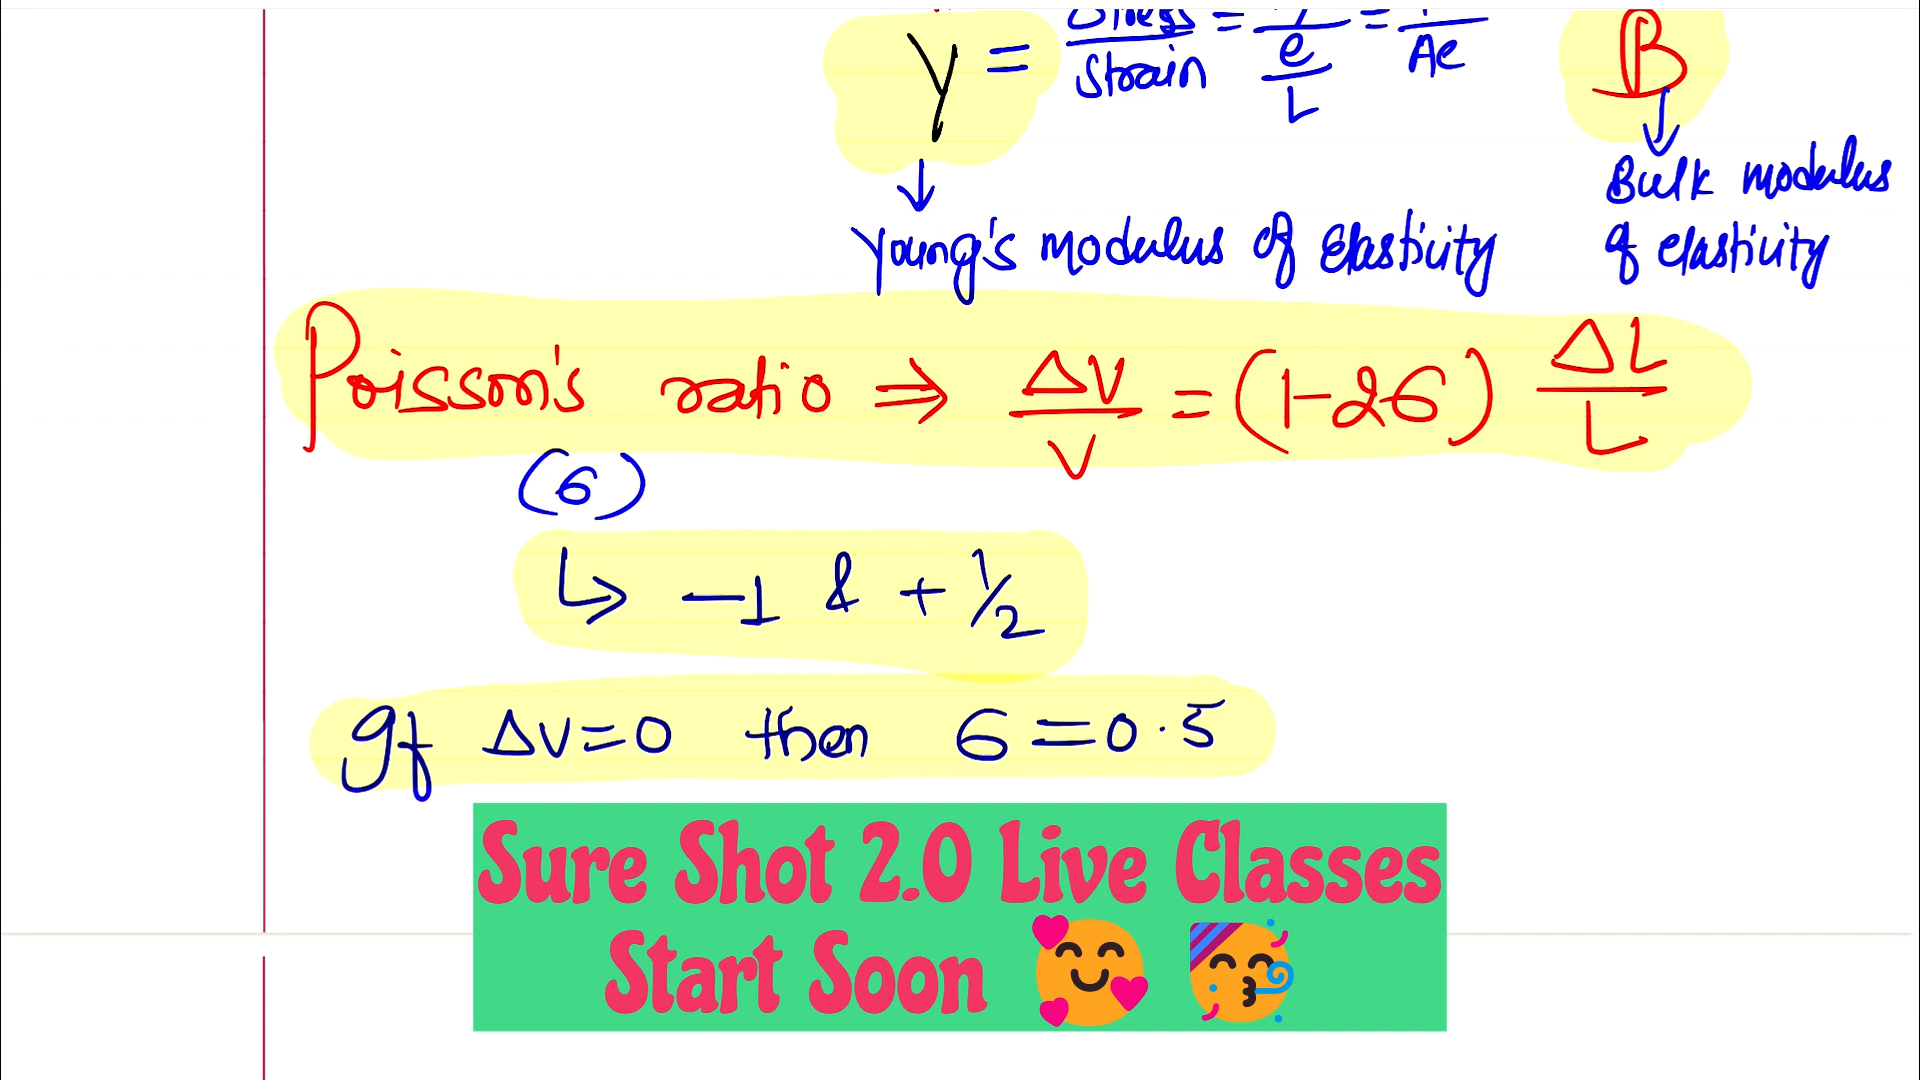 Y = Stress/Strain = /e/L = /Ae B
Bulk modulus
Young's modulus of Elasticity of elasticity
Poisson's ratio ⇒ ΔV/V = (1-2σ) ΔL/L
(σ)
↳ -1 & + 1/2
If ΔV=0 then σ=0.5
Sure Shot 2.0 Live Classes
Start Soon 🥰 🥳